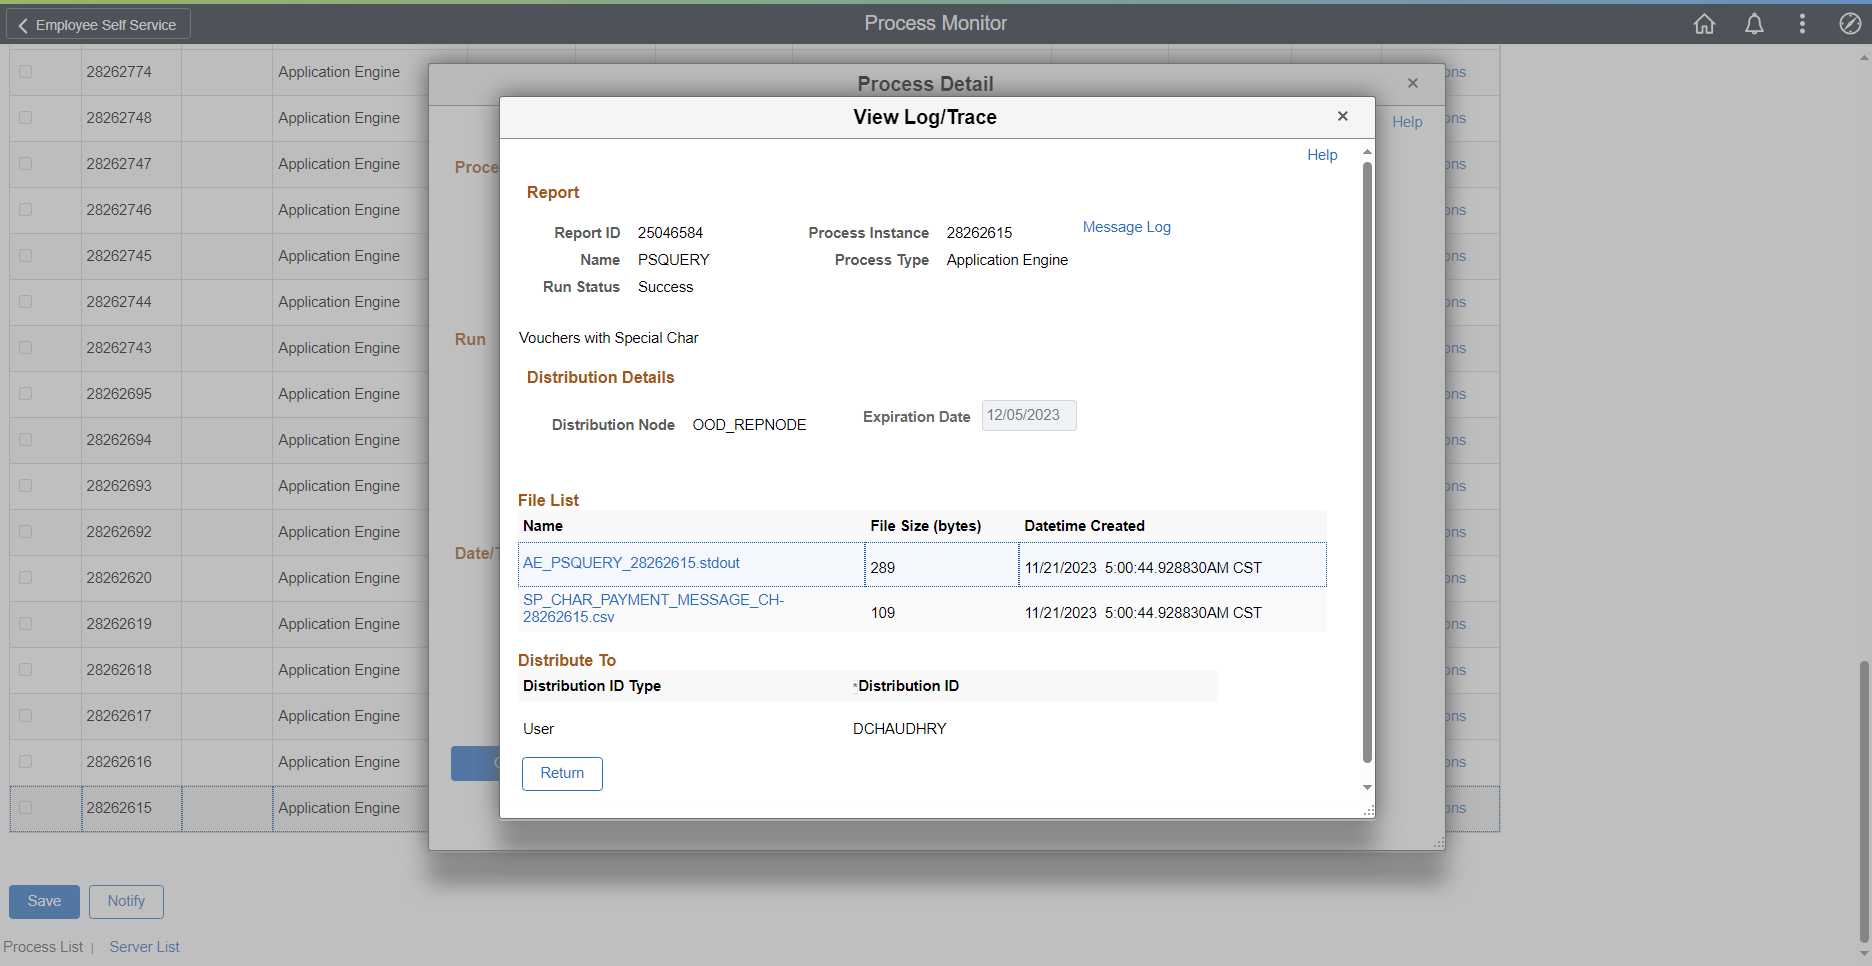 Employee Self Service
Process Monitor
28262774 Application Engine
28262748 Application Engine
28262747 Application Engine
28262746 Application Engine
28262745 Application Engine
28262744 Application Engine
28262743 Application Engine
28262695 Application Engine
28262694 Application Engine
28262693 Application Engine
28262692 Application Engine
28262620 Application Engine
28262619 Application Engine
28262618 Application Engine
28262617 Application Engine
28262616 Application Engine
28262615 Application Engine
Process Detail
×
Help
Run
View Log/Trace
×
Help
Report
Report ID 25046584 Process Instance 28262615 Message Log
Name PSQUERY Process Type Application Engine
Run Status Success
Vouchers with Special Char
Distribution Details
Distribution Node OOD_REPNODE Expiration Date 12/05/2023
File List
Name File Size (bytes) Datetime Created
AE_PSQUERY_28262615.stdout 289 11/21/2023 5:00:44.928830AM CST
SP_CHAR_PAYMENT_MESSAGE_CH-
28262615.csv 109 11/21/2023 5:00:44.928830AM CST
Distribute To
Distribution ID Type *Distribution ID
User DCHAUDHRY
Return
Save Notify
Process List | Server List